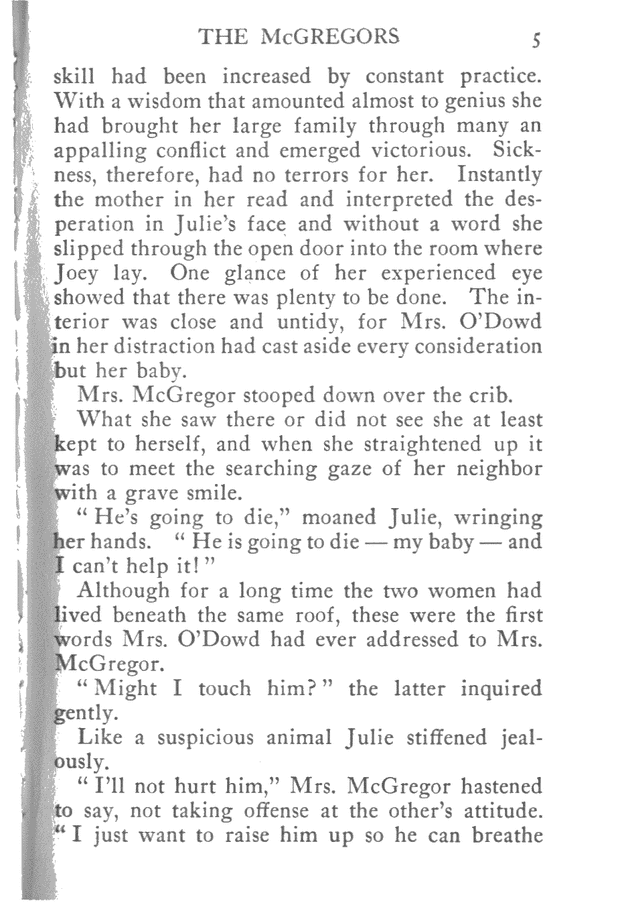 THE McGREGORS 5
skill had been increased by constant practice.
With a wisdom that amounted almost to genius she
had brought her large family through many an
appalling conflict and emerged victorious. Sick-
ness, therefore, had no terrors for her. Instantly
the mother in her read and interpreted the des-
peration in Julie's face and without a word she
slipped through the open door into the room where
Joey lay. One glance of her experienced eye
showed that there was plenty to be done. The in-
terior was close and untidy, for Mrs. O'Dowd
in her distraction had cast aside every consideration
but her baby.
Mrs. McGregor stooped down over the crib.
What she saw there or did not see she at least
kept to herself, and when she straightened up it
was to meet the searching gaze of her neighbor
with a grave smile.
“ He's going to die,” moaned Julie, wringing
her hands. “ He is going to die — my baby — and
I can't help it! ”
Although for a long time the two women had
lived beneath the same roof, these were the first
words Mrs. O'Dowd had ever addressed to Mrs.
McGregor.
“ Might I touch him? ” the latter inquired
gently.
Like a suspicious animal Julie stiffened jeal-
ously.
“ I'll not hurt him,” Mrs. McGregor hastened
to say, not taking offense at the other's attitude.
“ I just want to raise him up so he can breathe